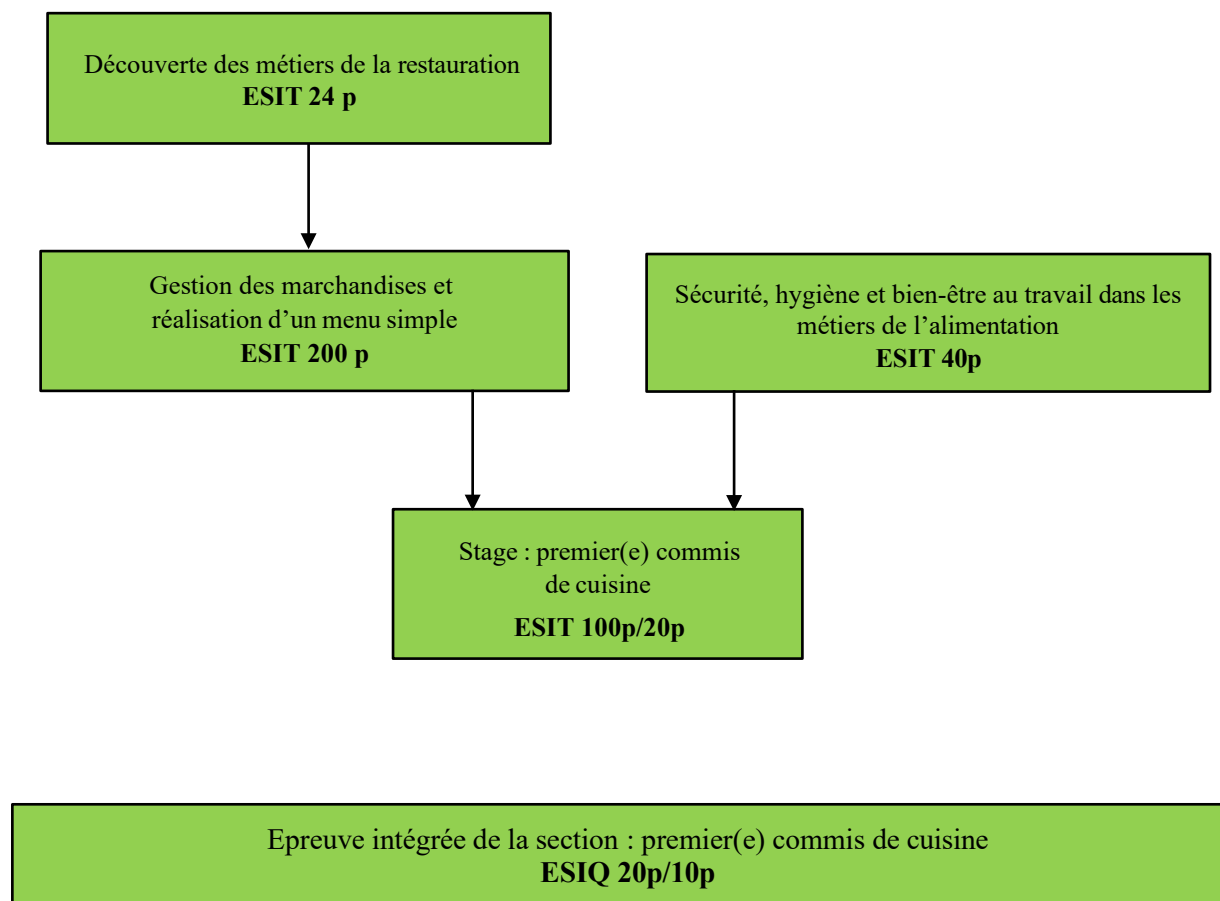 Découverte des métiers de la restauration
ESIT 24 p
Gestion des marchandises et
réalisation d'un menu simple
ESIT 200 p
Sécurité, hygiène et bien-être au travail dans les
métiers de l'alimentation
ESIT 40p
Stage : premier(e) commis
de cuisine
ESIT 100p/20p
Epreuve intégrée de la section : premier(e) commis de cuisine
ESIQ 20p/10p